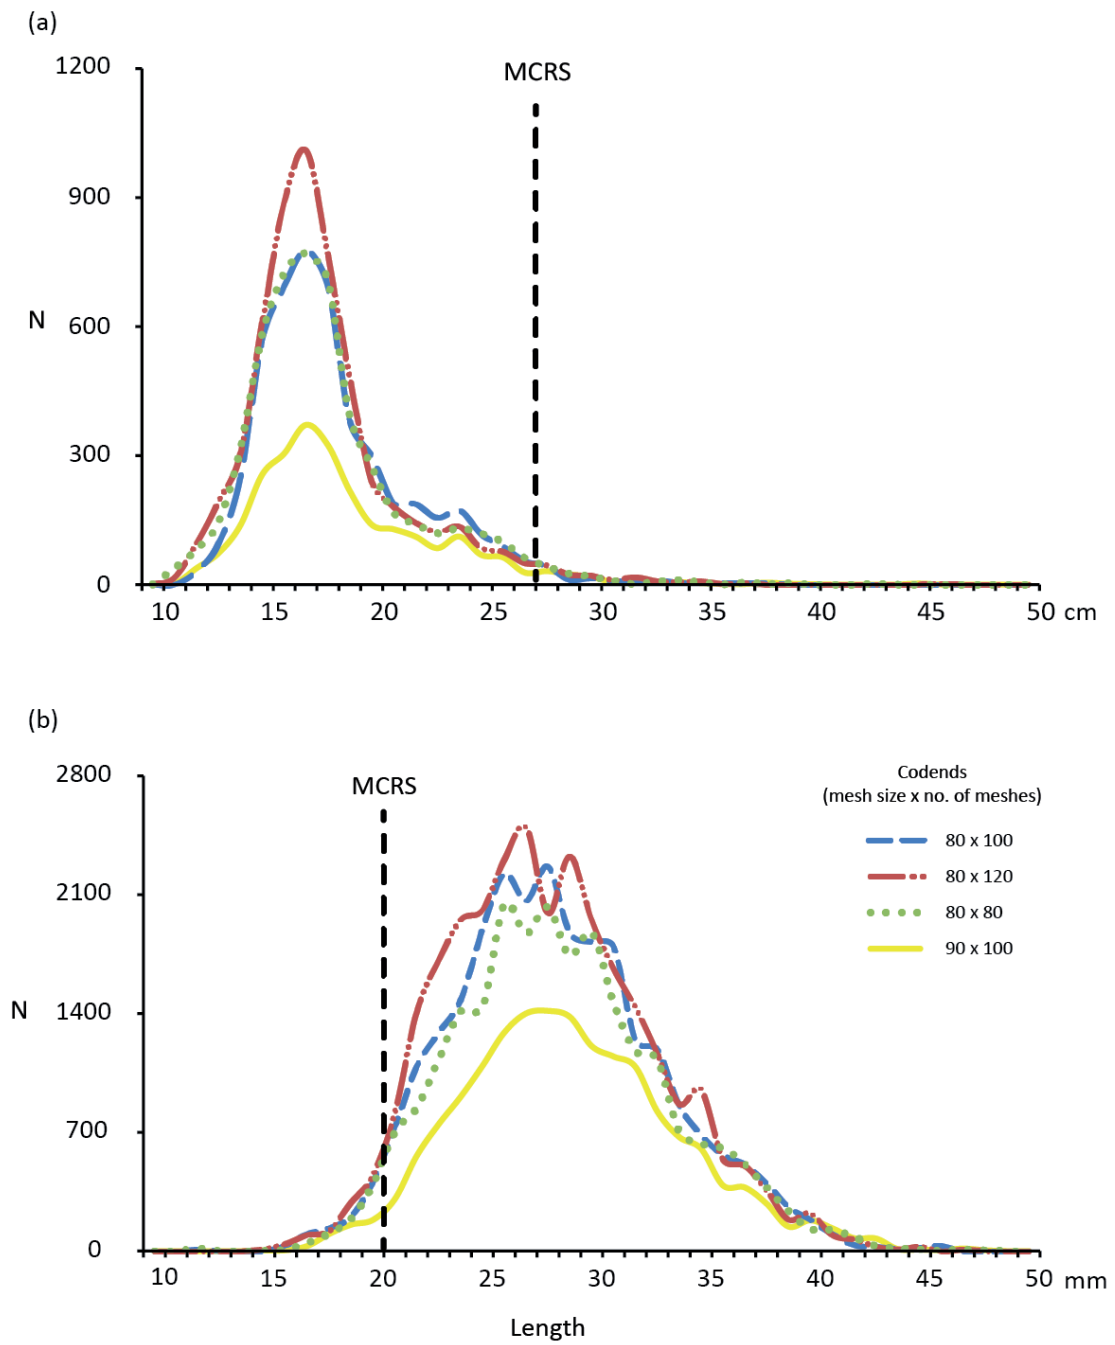 (a)
MCRS
1200
900
N
600
300
0
10 15 20 25 30 35 40 45 50 cm
(b)
MCRS
Codends
(mesh size x no. of meshes)
80 x 100
80 x 120
80 x 80
90 x 100
2800
2100
N
1400
700
0
10 15 20 25 30 35 40 45 50 mm
Length